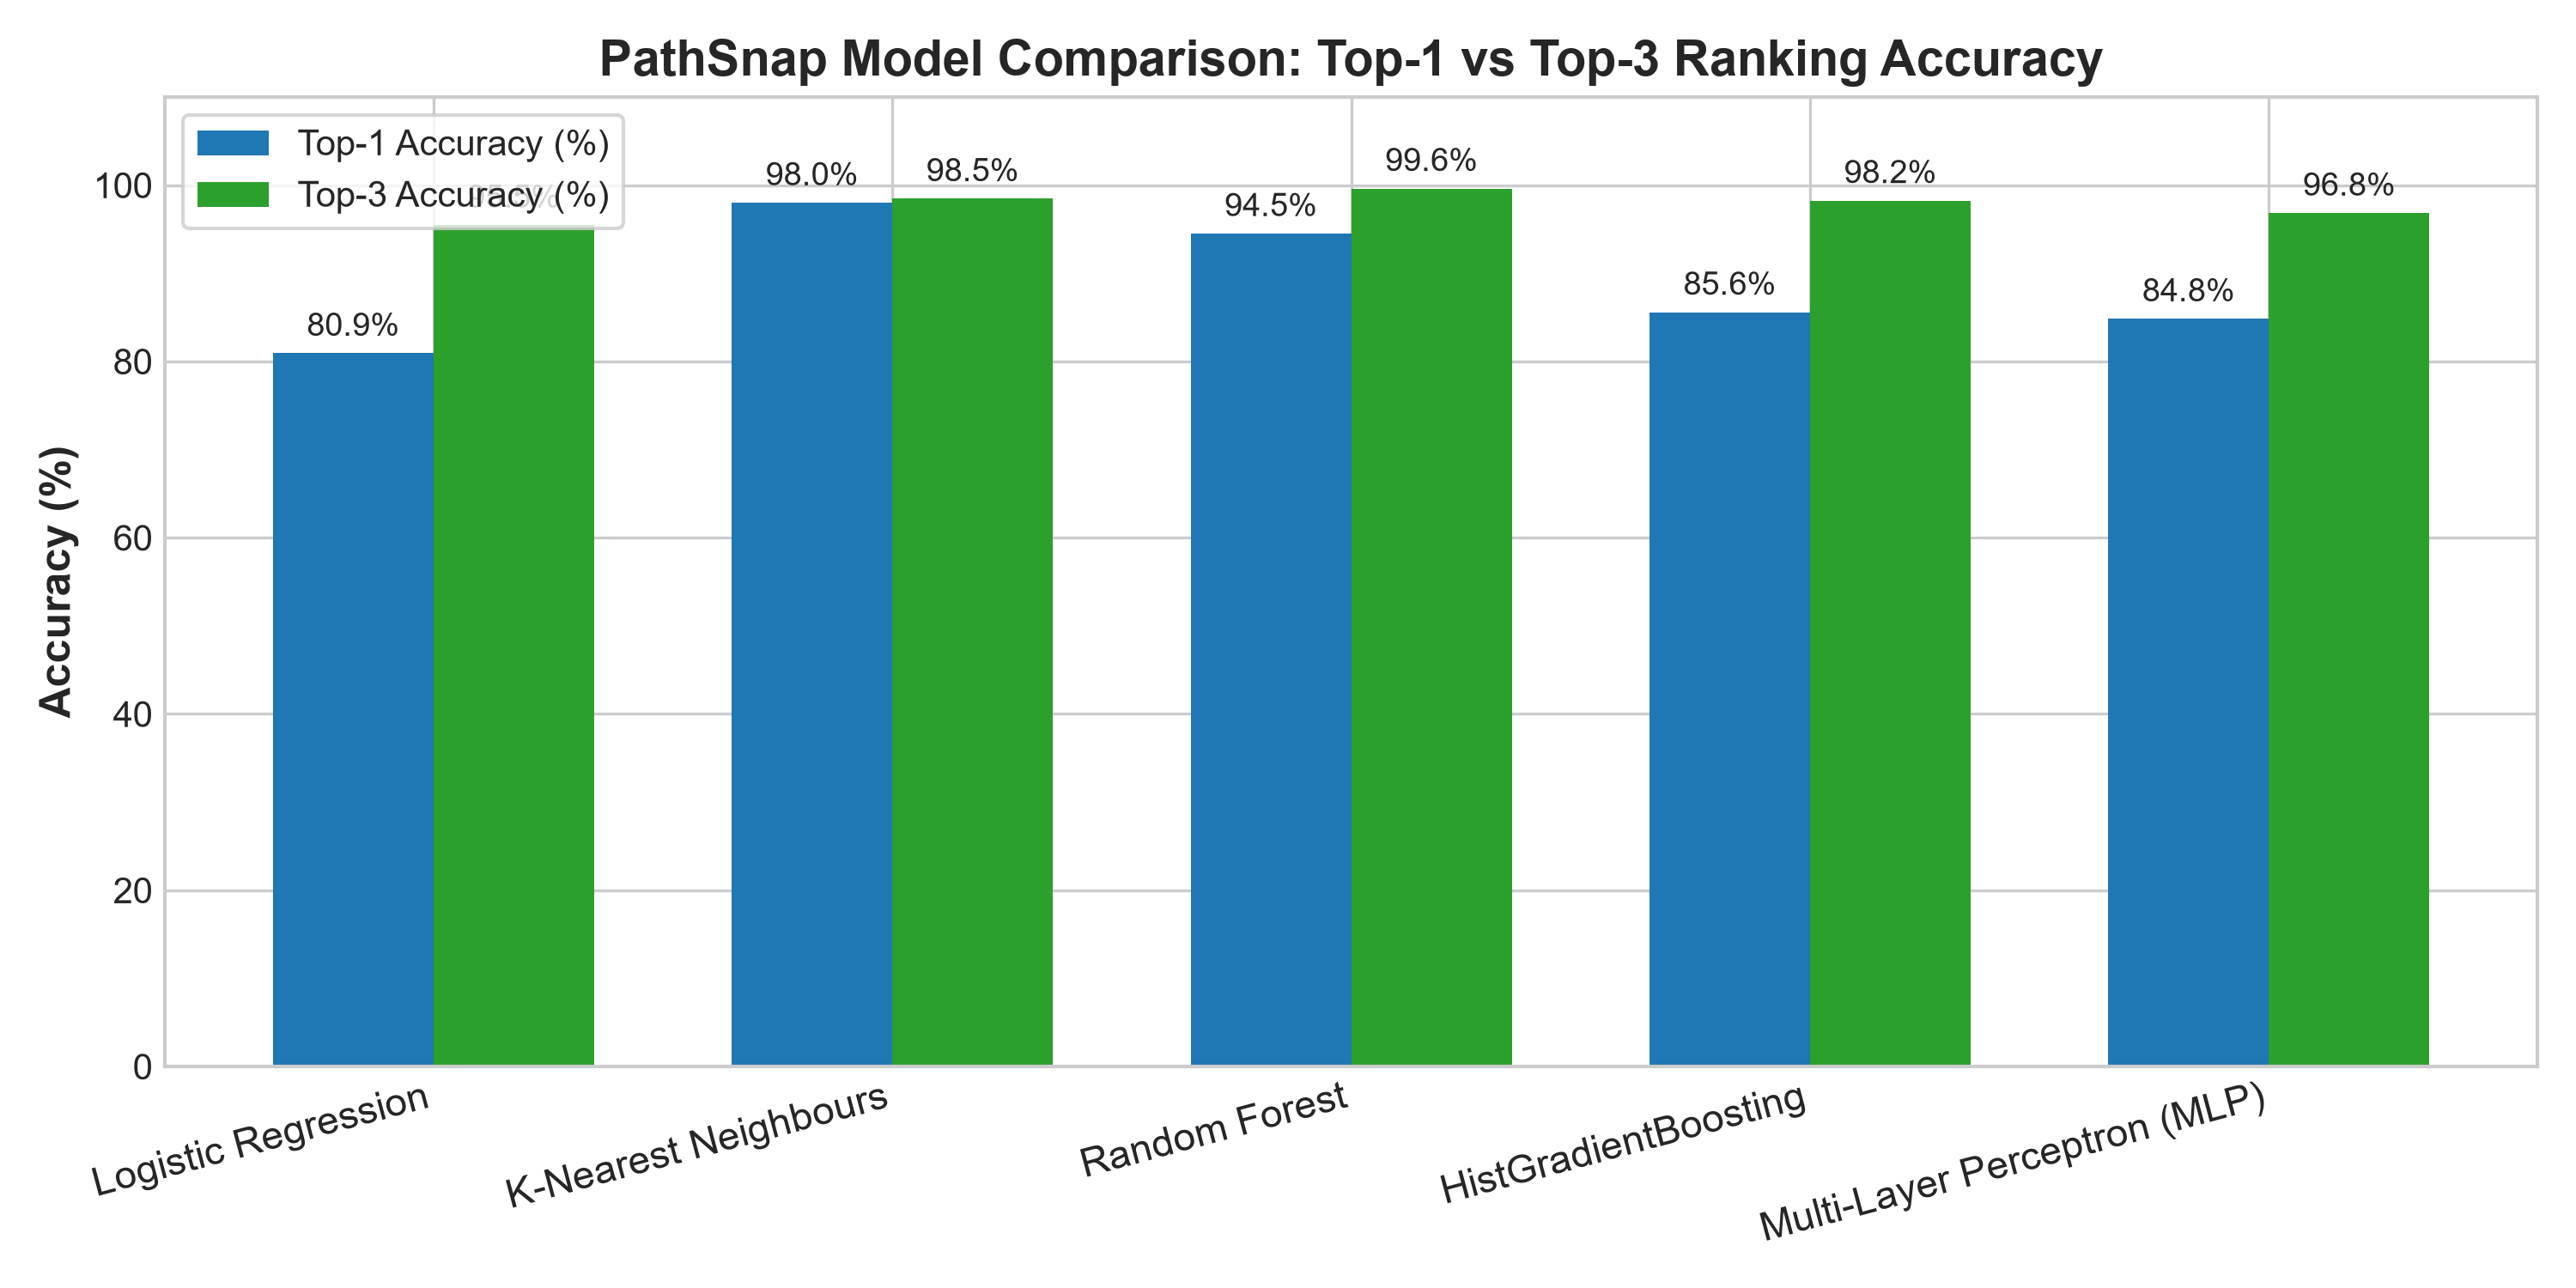 PathSnap Model Comparison: Top-1 vs Top-3 Ranking Accuracy
Top-1 Accuracy (%)
Top-3 Accuracy (%)
Accuracy (%)
100
80
60
40
20
0
80.9%
98.0%
98.5%
94.5%
99.6%
85.6%
98.2%
84.8%
96.8%
Logistic Regression
K-Nearest Neighbours
Random Forest
HistGradientBoosting
Multi-Layer Perceptron (MLP)